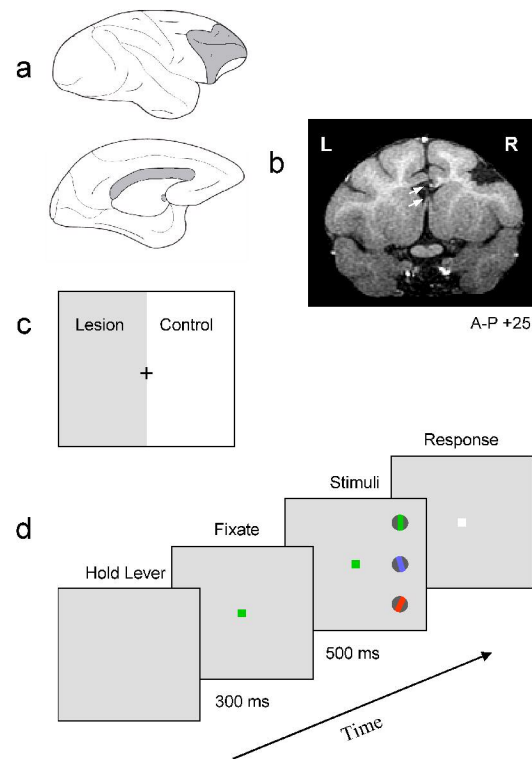 a
b
L R
A-P +25
c
Lesion Control
+
d
Hold Lever
Fixate
Stimuli
Response
300 ms
500 ms
Time